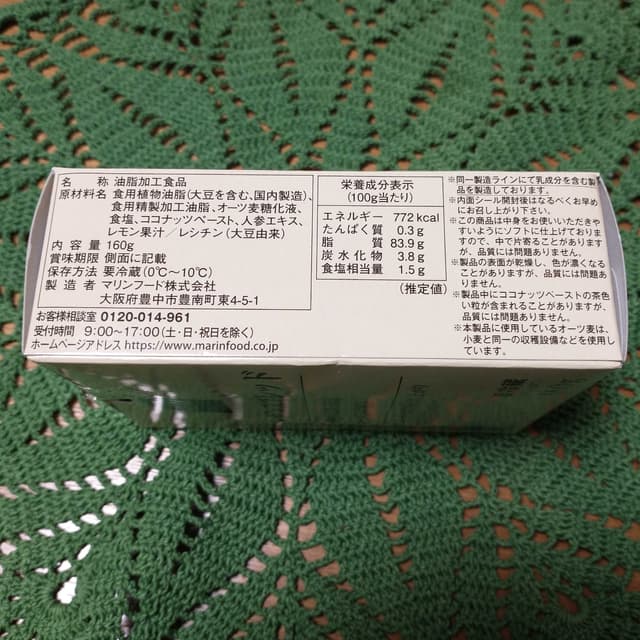 名　　称 油脂加工食品
原材料名 食用植物油脂(大豆を含む、国内製造)、
食用精製加工油脂、オーツ麦糖化液、
食塩、ココナッツペースト、人参エキス、
レモン果汁／レシチン（大豆由来）
内 容 量 160g
賞味期限 側面に記載
保存方法 要冷蔵(0℃〜10℃)
製 造 者 マリンフード株式会社
大阪府豊中市豊南町東4-5-1
お客様相談室 0120-014-961
受付時間 9:00〜17:00（土・日・祝日を除く）
ホームページアドレス https://www.marinfood.co.jp
栄養成分表示
(100g当たり)
エネルギー 772 kcal
たんぱく質 0.3 g
脂　　質 83.9 g
炭水化物 3.8 g
食塩相当量 1.5 g
（推定値）
※同一製造ラインにて乳成分を含む製
品を製造しております。
※内面シール開封後はなるべくお早め
にお召し上がり下さい。
※この商品は中身をお使いいただきや
すいようにソフトに仕上げております
ので、中で片寄ることがありますが、
が、品質には問題ありません。
※製品の表面が乾燥し、色が濃くなる
ことがありますが、品質には問題あ
りません。
※製品中にココナッツペーストの茶色
い粒が含まれることがありますが、
品質には問題ありません。
※本製品に使用しているオーツ麦は、
小麦と同一の収穫設備などを使用し
ています。